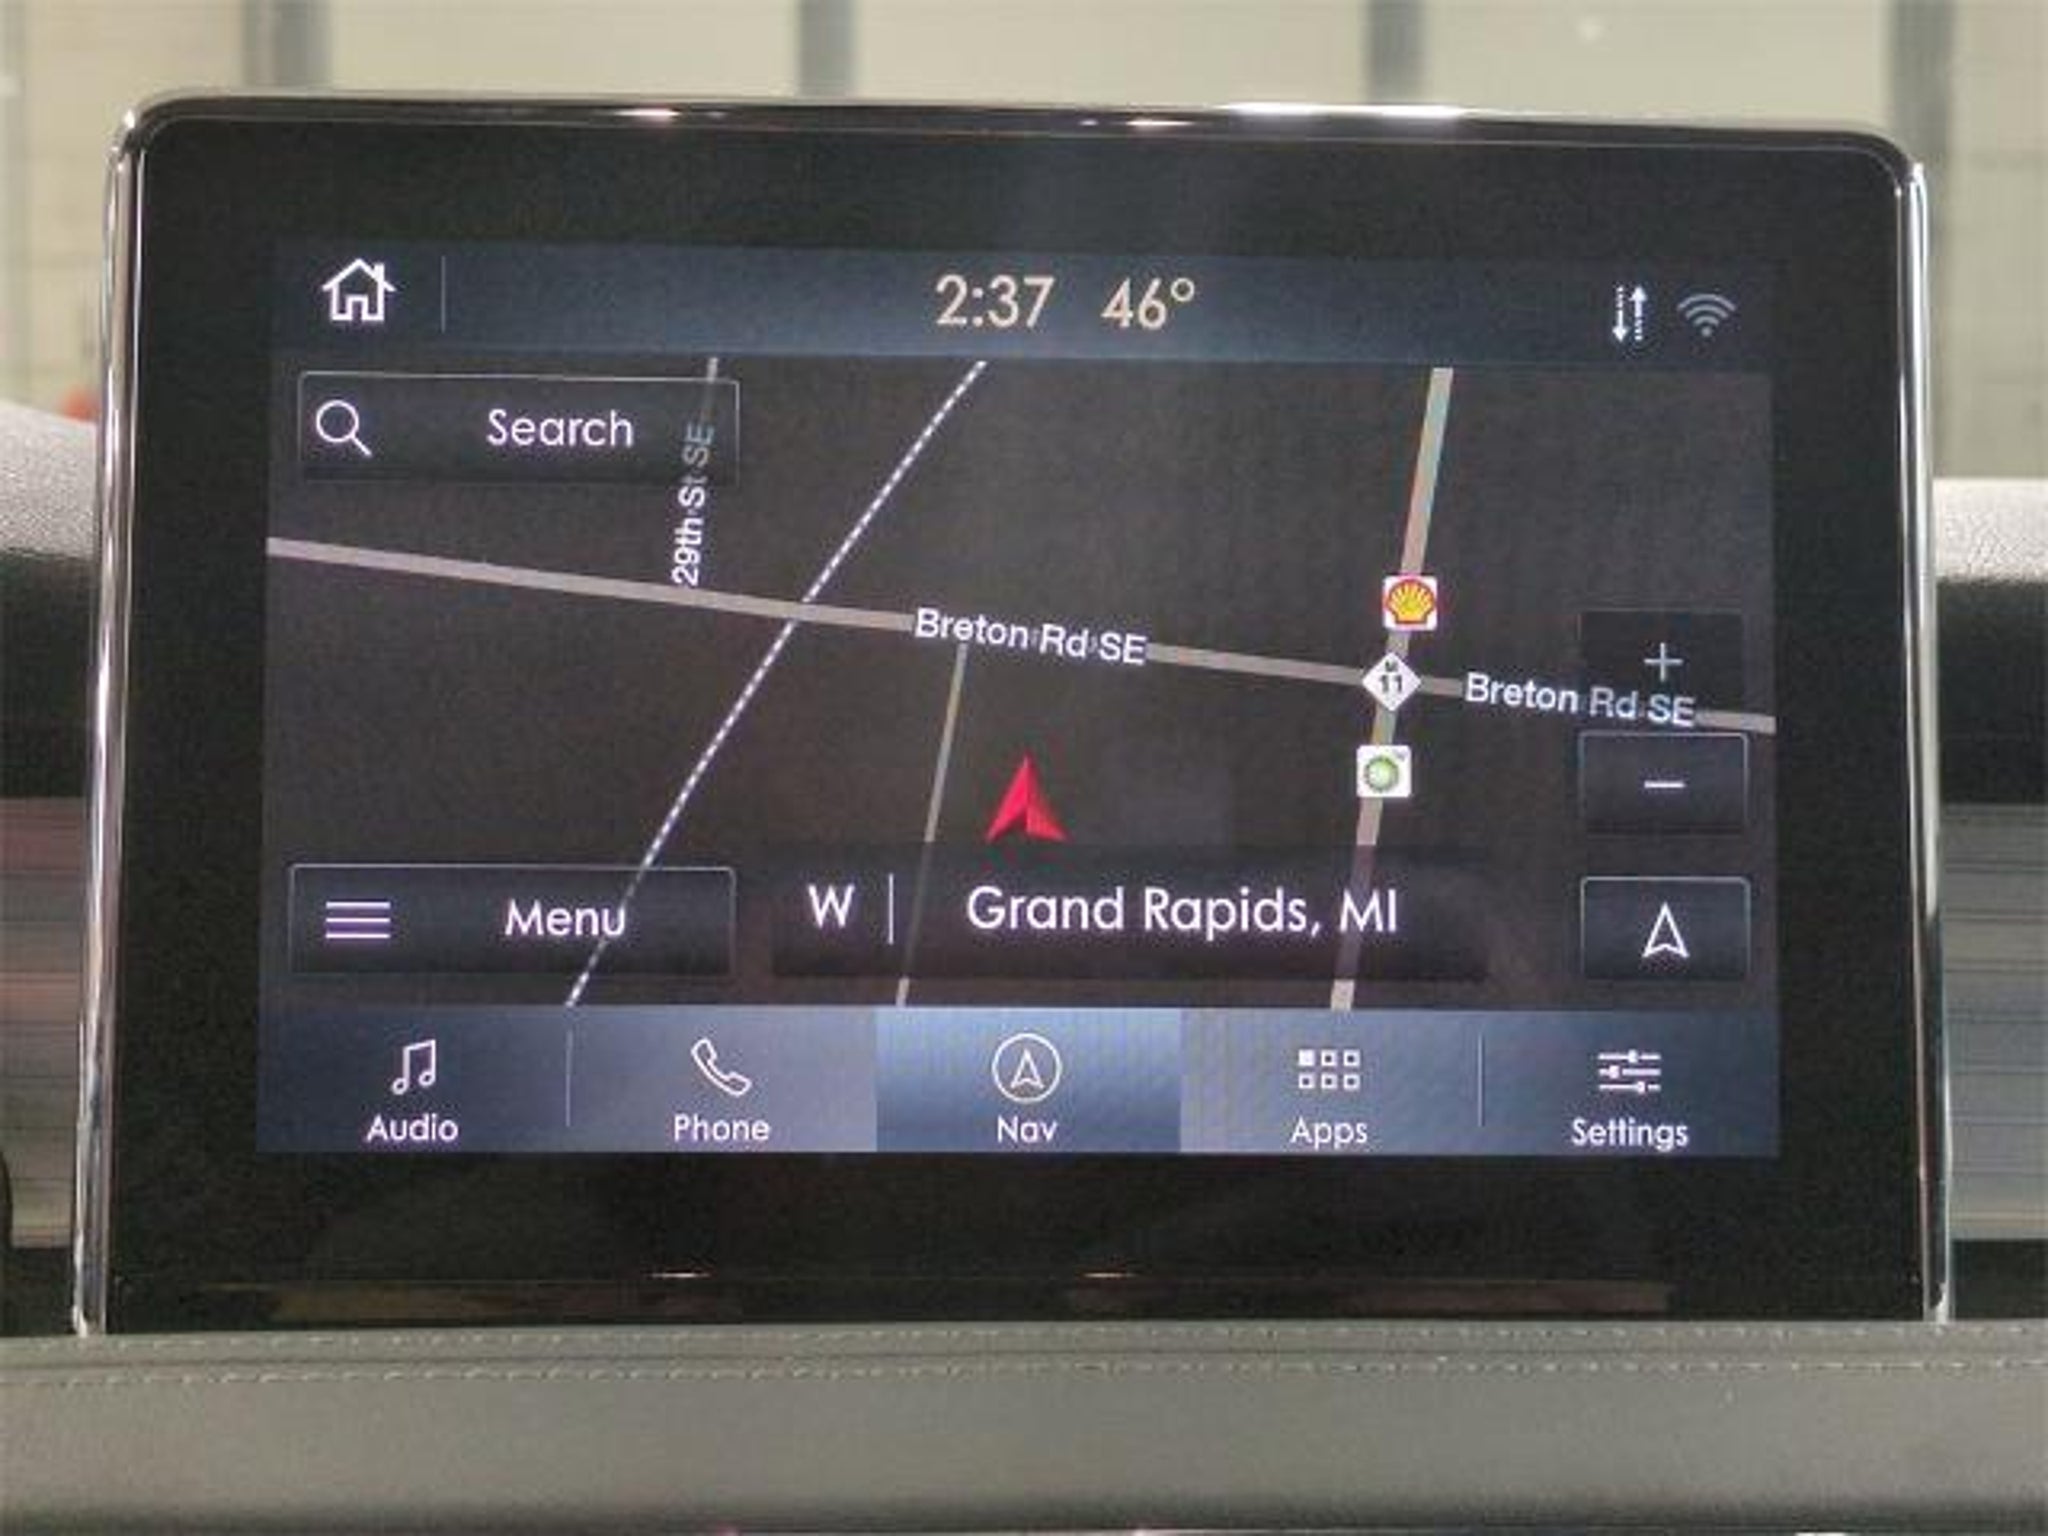 2:37 46°
Search
29th St SE
Breton Rd SE
M
11
Breton Rd SE
+
−
Menu
W | Grand Rapids, MI
Audio
Phone
Nav
Apps
Settings